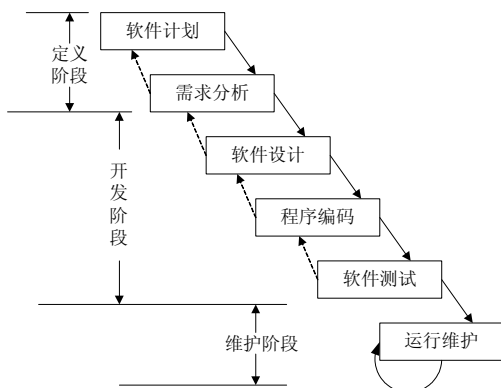 软件计划
定义
阶段
需求分析
软件设计
开
发
阶
段
程序编码
软件测试
维护阶段
运行维护